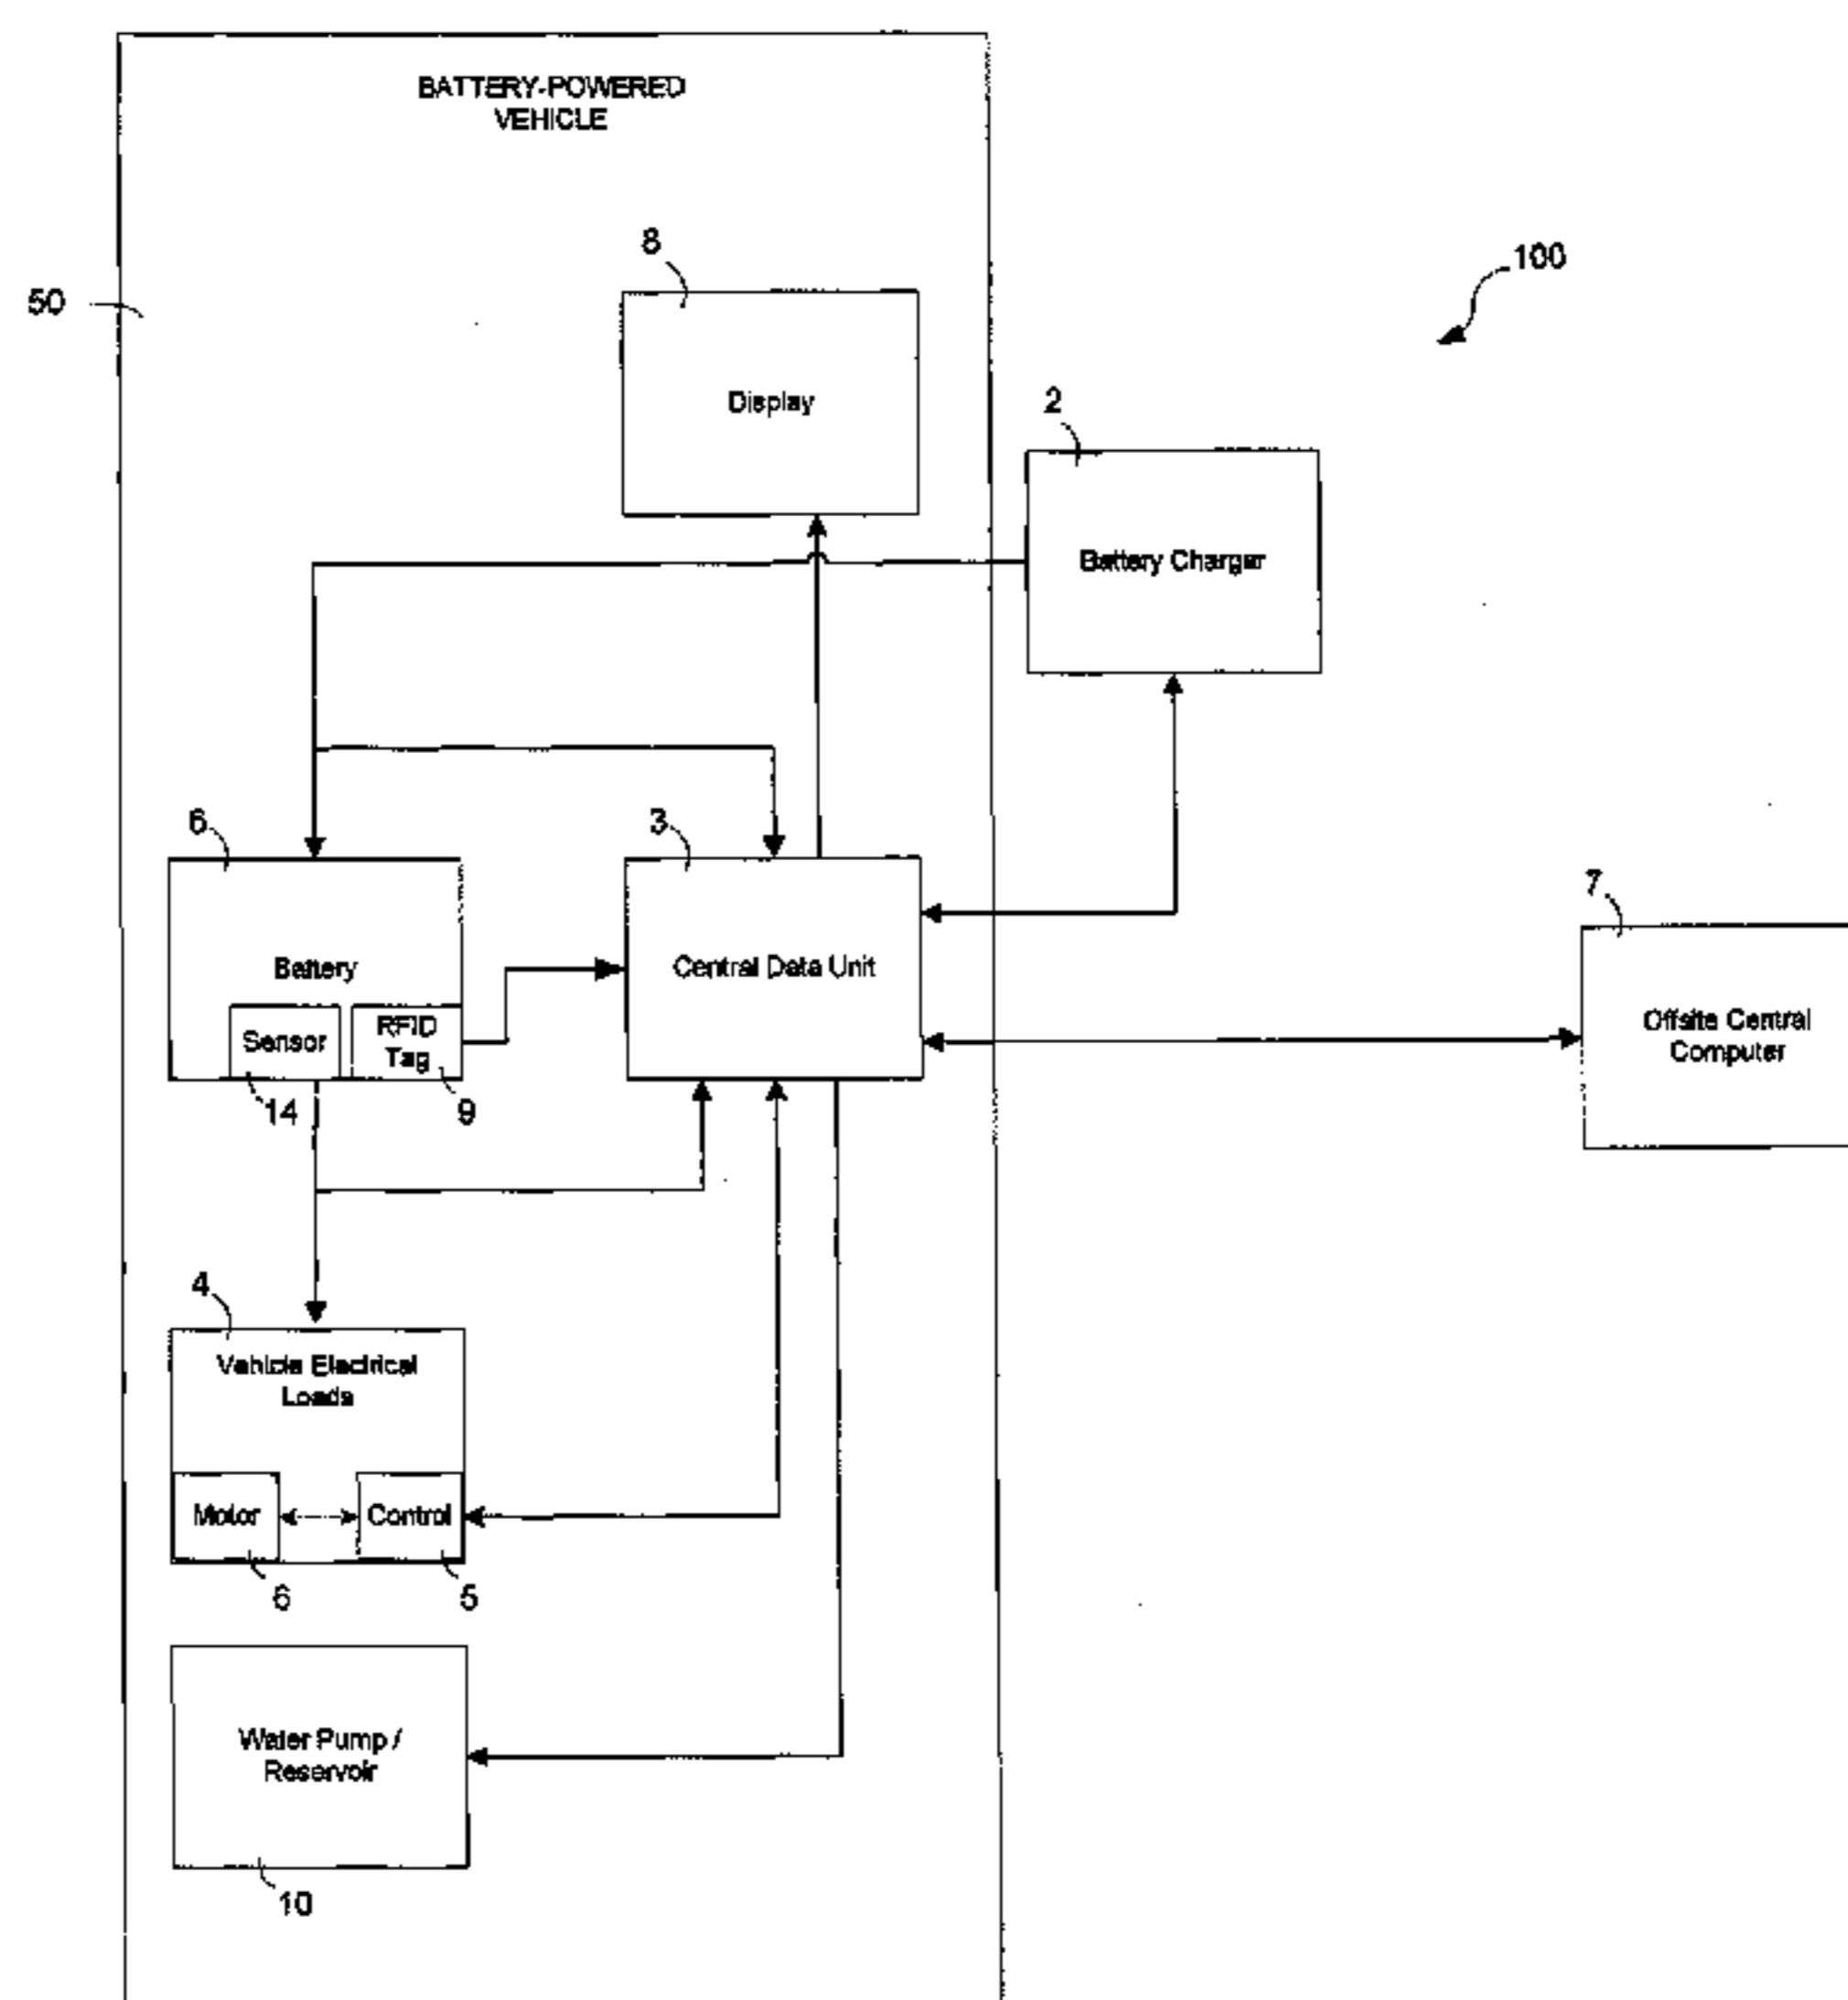 BATTERY-POWERED
VEHICLE
8
50
100
Display
2
Battery Charger
6
3
7
Battery
Central Data Unit
Sensor
RFID
Tag
Offsite Central
Computer
14
9
4
Vehicle Electrical
Loads
Motor
Control
6
5
Water Pump /
Reservoir
10